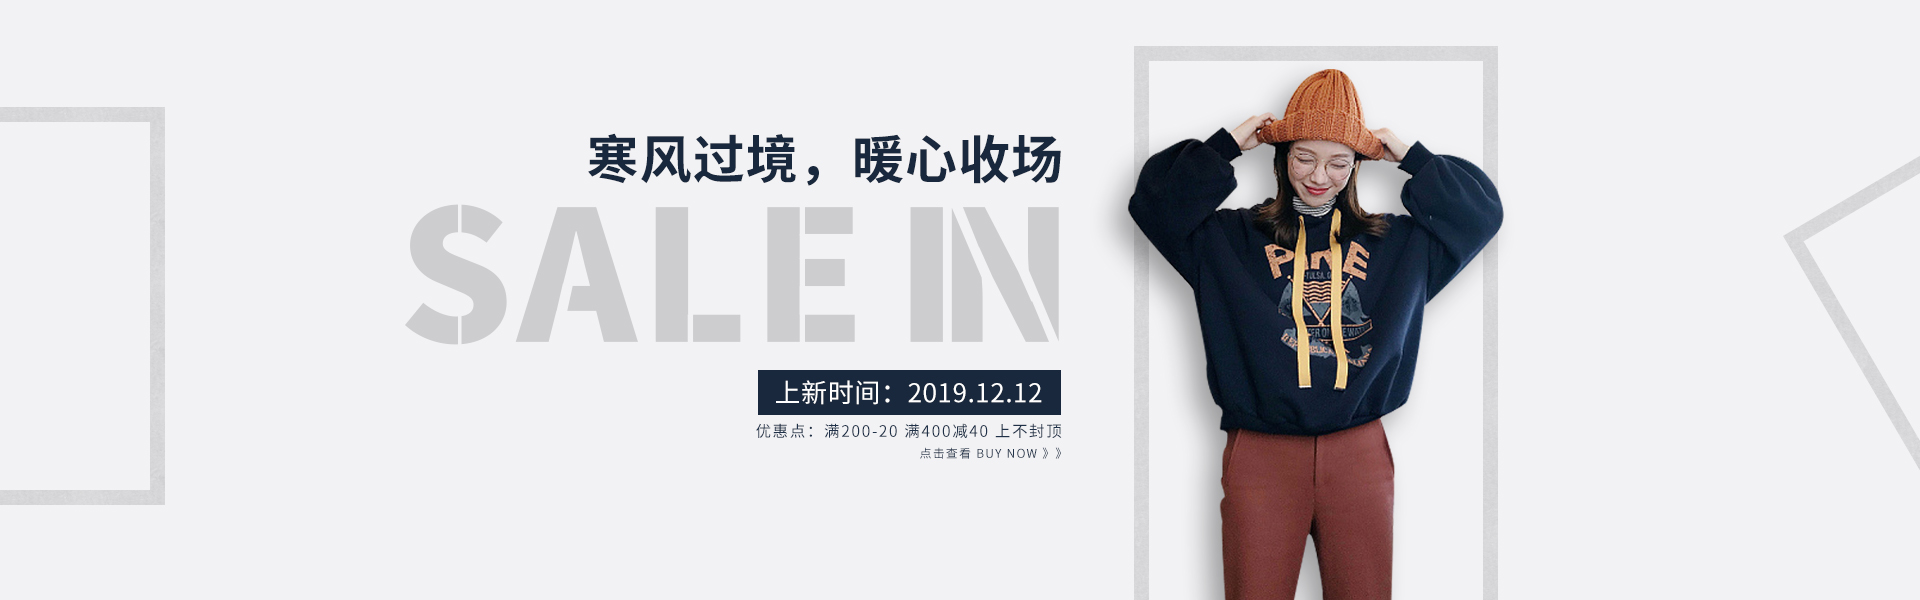 寒风过境，暖心收场
SALE IN
上新时间：2019.12.12
优惠点：满200-20 满400减40 上不封顶
点击查看 BUY NOW 》》
PINE